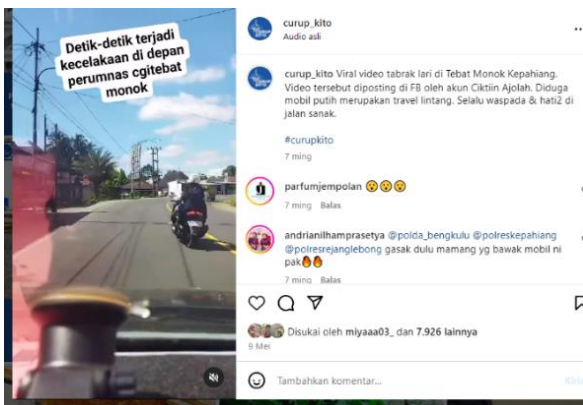 Detik-detik terjadi
kecelakaan di depan
perumnas cgitebat
monok
curup_kito
Audio asli
curup_kito Viral video tabrak lari di Tebat Monok Kepahiang.
Video tersebut diposting di FB oleh akun Ciktiin Ajolah. Diduga
mobil putih merupakan travel lintang. Selalu waspada & hati2 di
jalan sanak.
#curupkito
7 ming
parfumjempolan 😮😮😮
7 ming Balas
andrianilhamprasetya @polda_bengkulu @polreskepahiang
@polresrejanglebong gasak dulu mamang yg bawak mobil ni
pak🔥🔥
7 ming Balas
Disukai oleh miyaaa03_ dan 7.926 lainnya
9 Mei
Tambahkan komentar...